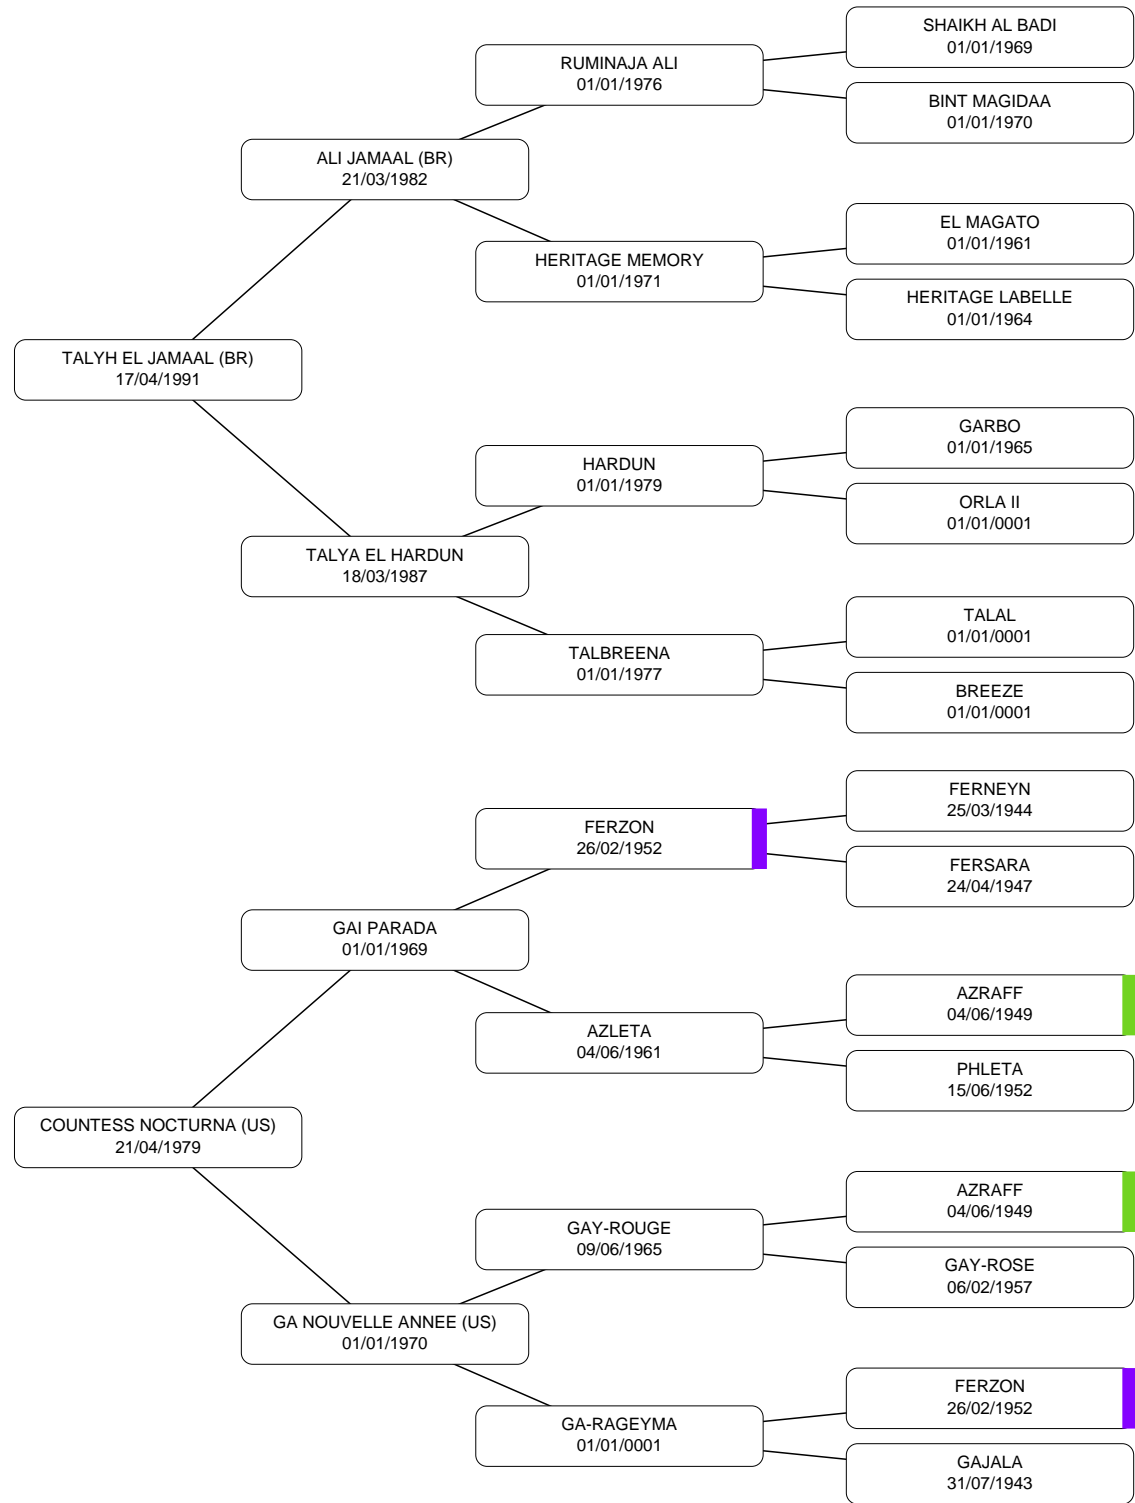 SHAIKH AL BADI
01/01/1969
RUMINAJA ALI
01/01/1976
BINT MAGIDAA
01/01/1970
ALI JAMAAL (BR)
21/03/1982
EL MAGATO
01/01/1961
HERITAGE MEMORY
01/01/1971
HERITAGE LABELLE
01/01/1964
TALYH EL JAMAAL (BR)
17/04/1991
GARBO
01/01/1965
HARDUN
01/01/1979
ORLA II
01/01/0001
TALYA EL HARDUN
18/03/1987
TALAL
01/01/0001
TALBREENA
01/01/1977
BREEZE
01/01/0001
FERNEYN
25/03/1944
FERZON
26/02/1952
FERSARA
24/04/1947
GAI PARADA
01/01/1969
AZRAFF
04/06/1949
AZLETA
04/06/1961
PHLETA
15/06/1952
COUNTESS NOCTURNA (US)
21/04/1979
AZRAFF
04/06/1949
GAY-ROUGE
09/06/1965
GAY-ROSE
06/02/1957
GA NOUVELLE ANNEE (US)
01/01/1970
FERZON
26/02/1952
GA-RAGEYMA
01/01/0001
GAJALA
31/07/1943